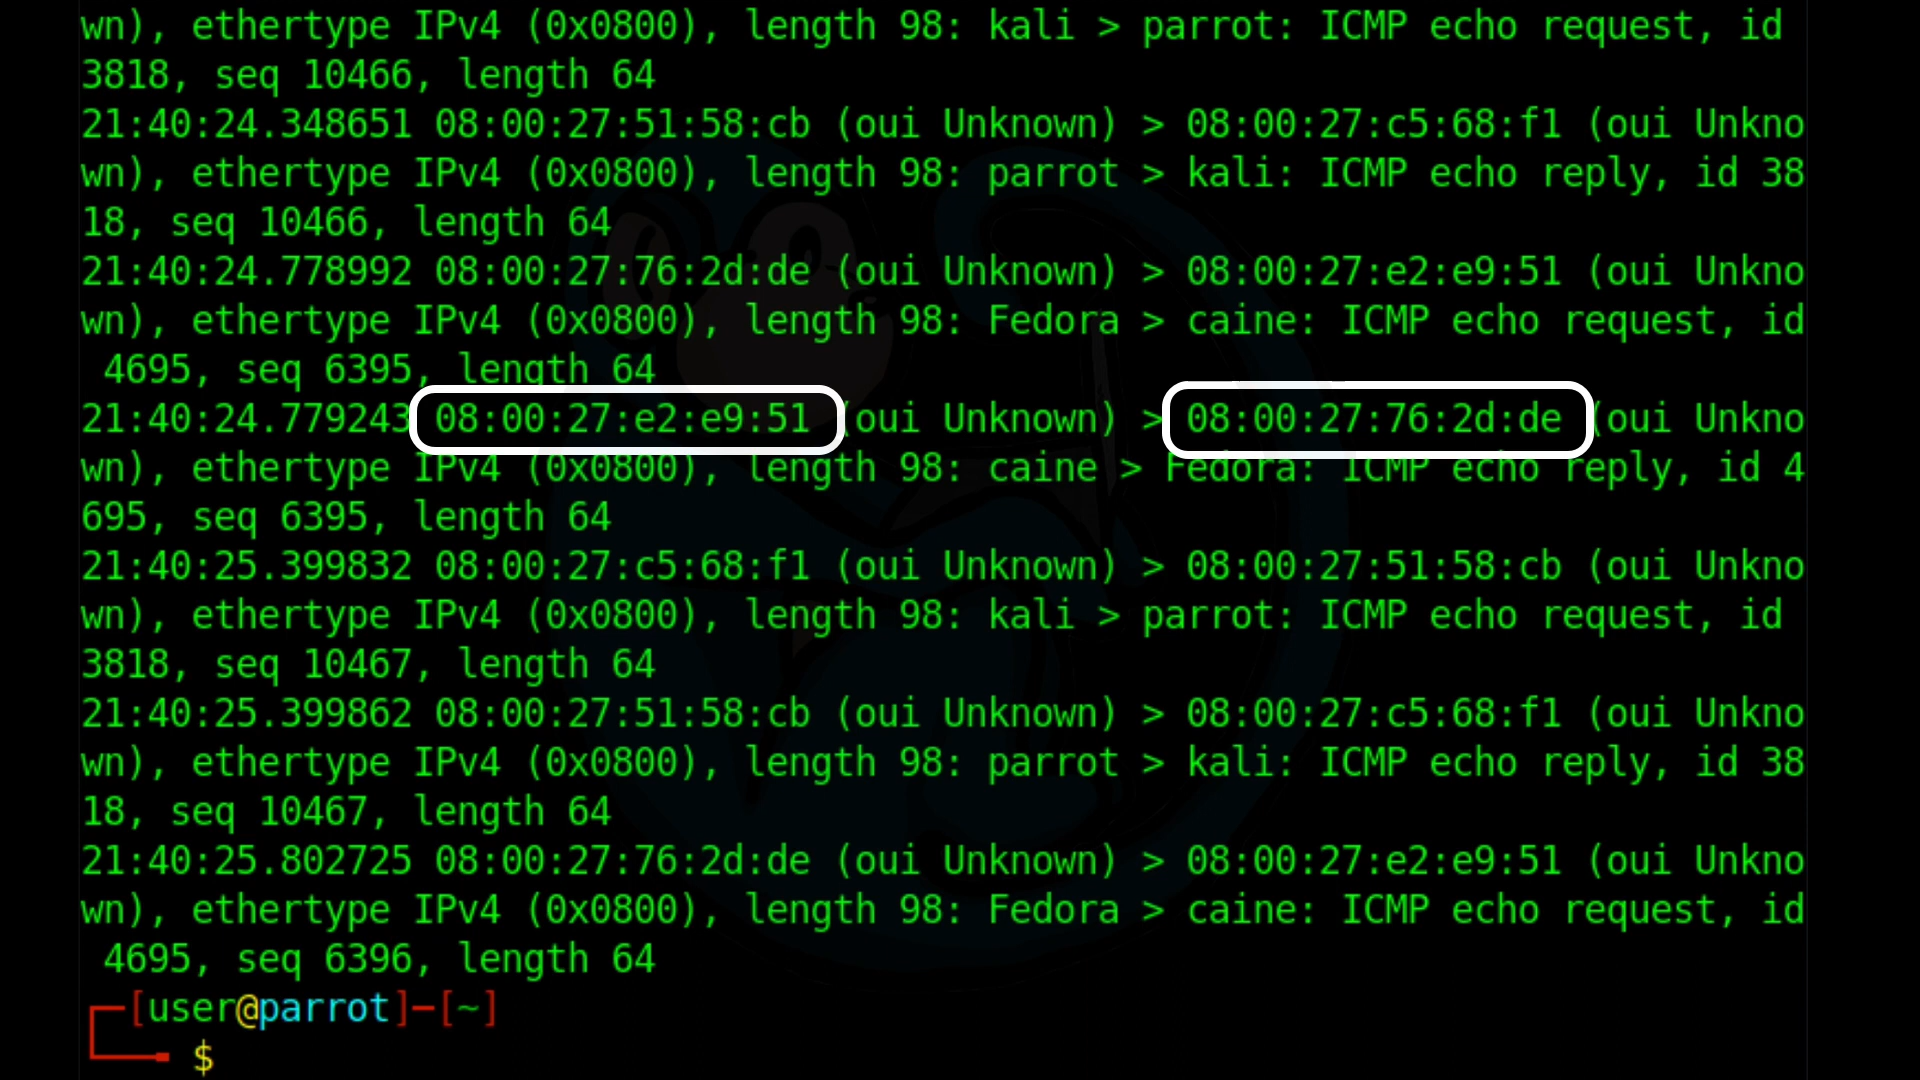 wn), ethertype IPv4 (0x0800), length 98: kali > parrot: ICMP echo request, id
3818, seq 10466, length 64
21:40:24.348651 08:00:27:51:58:cb (oui Unknown) > 08:00:27:c5:68:f1 (oui Unkno
wn), ethertype IPv4 (0x0800), length 98: parrot > kali: ICMP echo reply, id 38
18, seq 10466, length 64
21:40:24.778992 08:00:27:76:2d:de (oui Unknown) > 08:00:27:e2:e9:51 (oui Unkno
wn), ethertype IPv4 (0x0800), length 98: Fedora > caine: ICMP echo request, id
 4695, seq 6395, length 64
21:40:24.779243 08:00:27:e2:e9:51 (oui Unknown) > 08:00:27:76:2d:de (oui Unkno
wn), ethertype IPv4 (0x0800), length 98: caine > Fedora: ICMP echo reply, id 4
695, seq 6395, length 64
21:40:25.399832 08:00:27:c5:68:f1 (oui Unknown) > 08:00:27:51:58:cb (oui Unkno
wn), ethertype IPv4 (0x0800), length 98: kali > parrot: ICMP echo request, id
3818, seq 10467, length 64
21:40:25.399862 08:00:27:51:58:cb (oui Unknown) > 08:00:27:c5:68:f1 (oui Unkno
wn), ethertype IPv4 (0x0800), length 98: parrot > kali: ICMP echo reply, id 38
18, seq 10467, length 64
21:40:25.802725 08:00:27:76:2d:de (oui Unknown) > 08:00:27:e2:e9:51 (oui Unkno
wn), ethertype IPv4 (0x0800), length 98: Fedora > caine: ICMP echo request, id
 4695, seq 6396, length 64
┌─[user@parrot]─[~]
└──╼ $